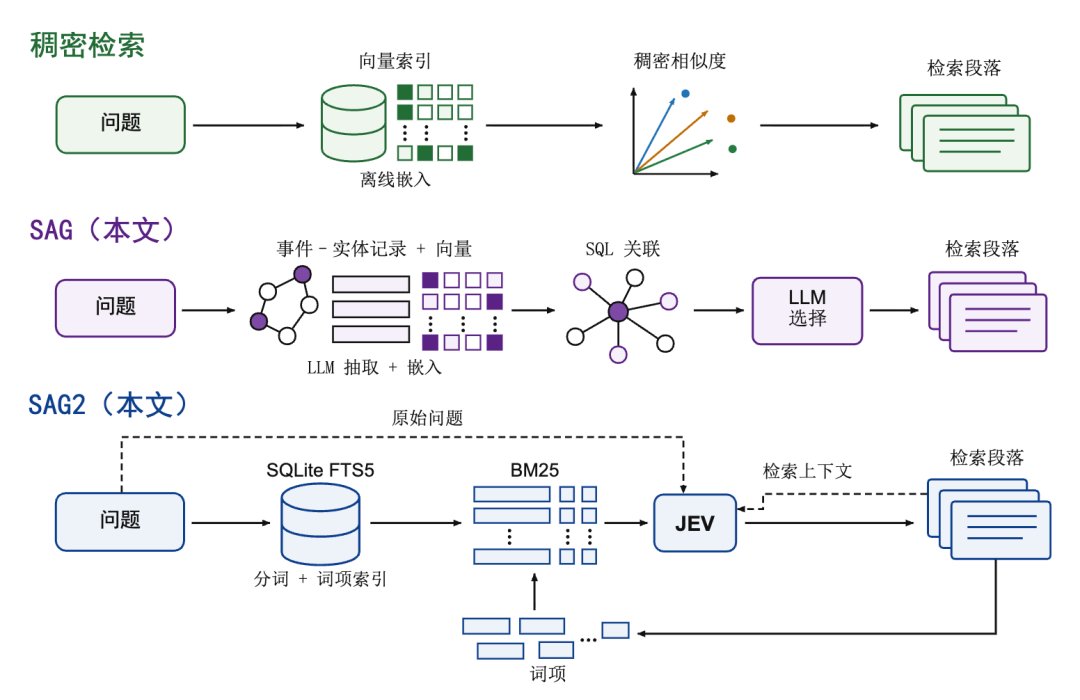 稠密检索
向量索引
稠密相似度
检索段落
问题
离线嵌入
SAG（本文）
事件-实体记录 + 向量
SQL 关联
检索段落
问题
LLM
选择
LLM 抽取 + 嵌入
SAG2（本文）
原始问题
SQLite FTS5
BM25
检索上下文
检索段落
问题
JEV
分词 + 词项索引
词项